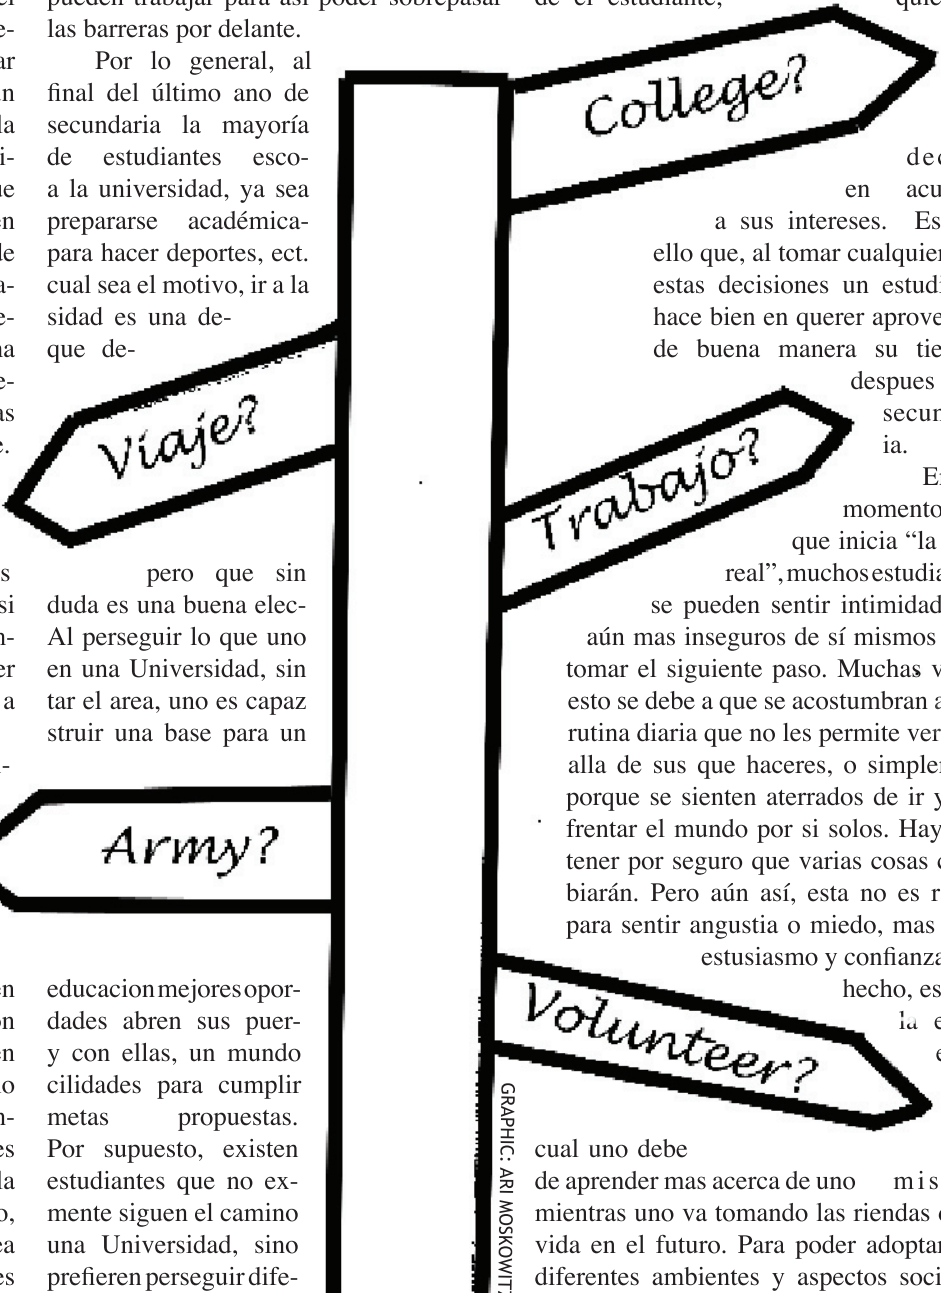 las barreras por delante.
Por lo general, al
final del último ano de
secundaria la mayoría
de estudiantes esco-
a la universidad, ya sea
prepararse académica-
para hacer deportes, ect.
cual sea el motivo, ir a la
sidad es una de-
que de-
Viaje?
pero que sin
duda es una buena elec-
Al perseguir lo que uno
en una Universidad, sin
tar el area, uno es capaz
struir una base para un
Army?
educacion mejores opor-
dades abren sus puer-
y con ellas, un mundo
cilidades para cumplir
metas propuestas.
Por supuesto, existen
estudiantes que no ex-
mente siguen el camino
una Universidad, sino
prefieren perseguir dife-
College?
en acu
a sus intereses. Es
ello que, al tomar cualquier
estas decisiones un estudi
hace bien en querer aprove
de buena manera su tie
despues
secun
ia.
Trabajo?
momento
que inicia “la
real”, muchos estudia
se pueden sentir intimidad
aún mas inseguros de sí mismos
tomar el siguiente paso. Muchas v
esto se debe a que se acostumbran a
rutina diaria que no les permite ver
alla de sus que haceres, o simple
porque se sienten aterrados de ir y
frentar el mundo por si solos. Hay
tener por seguro que varias cosas
biarán. Pero aún así, esta no es r
para sentir angustia o miedo, mas
estusiasmo y confianza
hecho, es
la e
Volunteer?
GRAPHIC: ARI MOSKOWITZ
cual uno debe
de aprender mas acerca de uno mis
mientras uno va tomando las riendas
vida en el futuro. Para poder adoptar
diferentes ambientes y aspectos soci